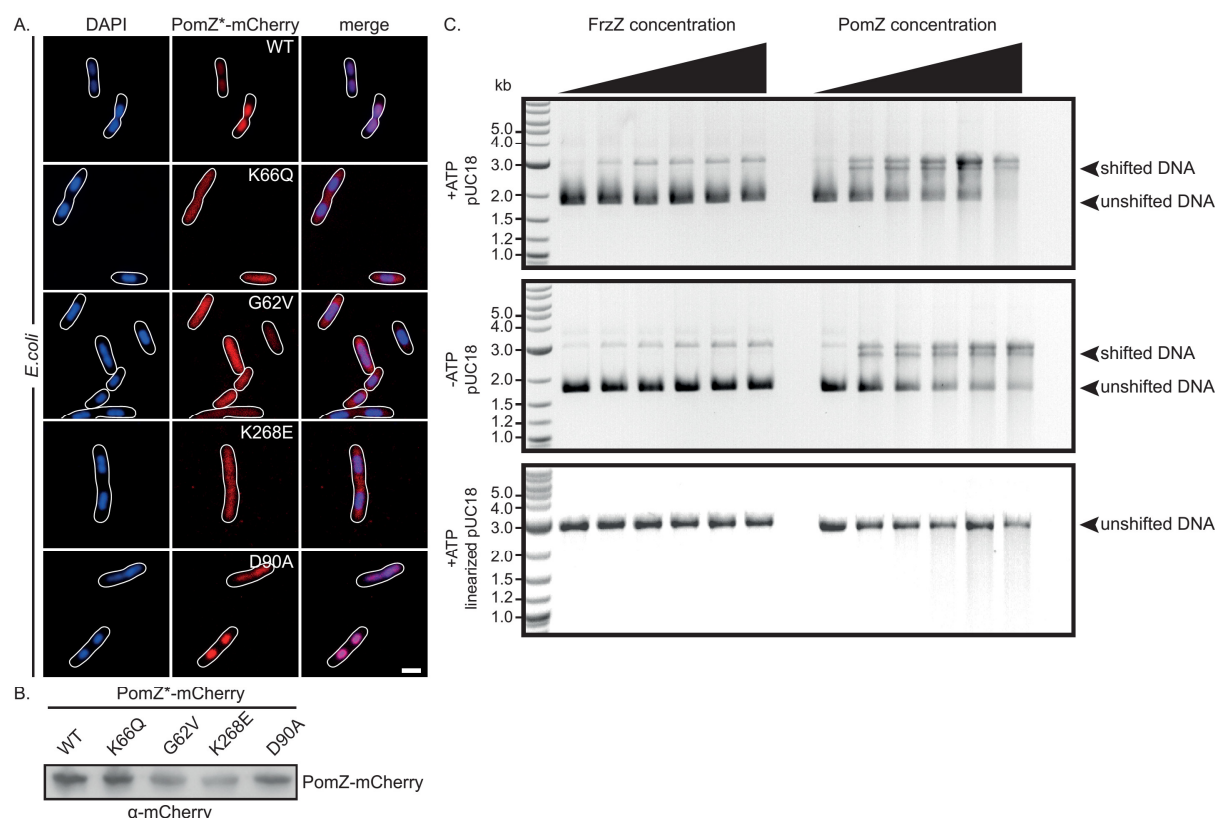 A.
DAPI PomZ*-mCherry merge
WT
K66Q
G62V
K268E
D90A
E.coli
B.
PomZ*-mCherry
WT K66Q G62V K268E D90A
PomZ-mCherry
α-mCherry
C.
FrzZ concentration PomZ concentration
kb
+ATP
pUC18
5.0
4.0
3.0
2.0
1.5
1.2
1.0
shifted DNA
unshifted DNA
-ATP
pUC18
5.0
4.0
3.0
2.0
1.5
1.2
1.0
shifted DNA
unshifted DNA
+ATP
linearized pUC18
5.0
4.0
3.0
2.0
1.5
1.2
1.0
unshifted DNA